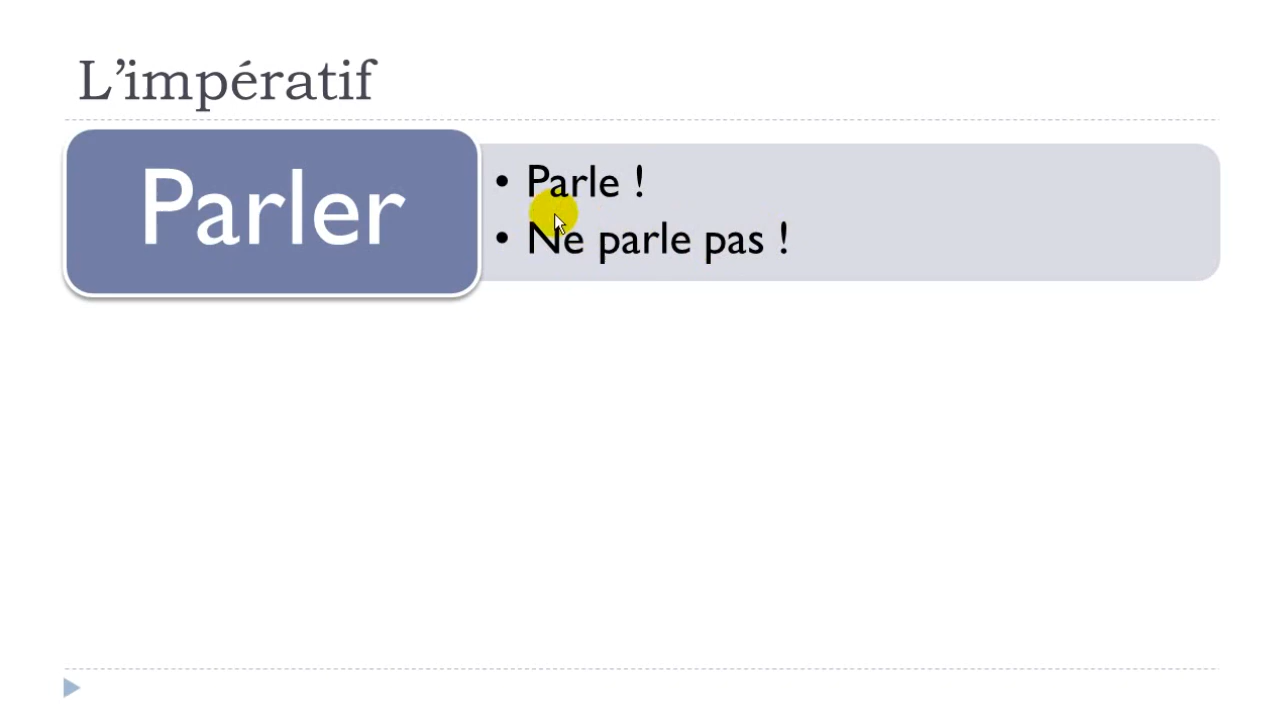 L’impératif
Parler
• Parle !
• Ne parle pas !